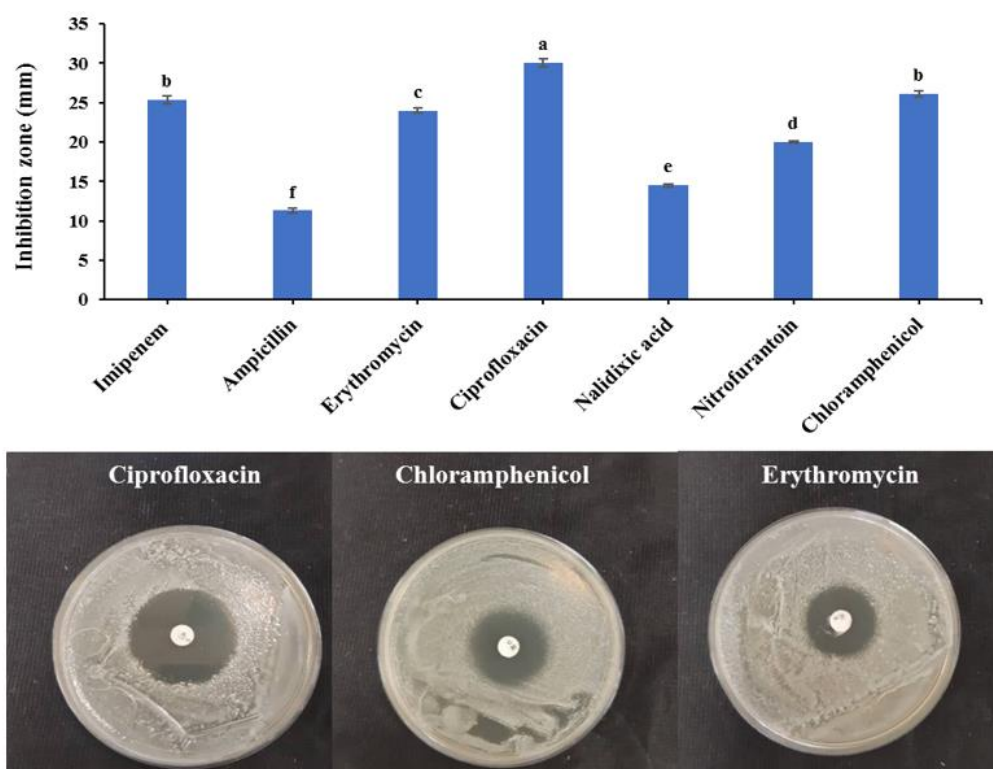 Inhibition zone (mm)
35
30
25
20
15
10
5
0
b
f
c
a
e
d
b
Imipenem
Ampicillin
Erythromycin
Ciprofloxacin
Nalidixic acid
Nitrofurantoin
Chloramphenicol
Ciprofloxacin
Chloramphenicol
Erythromycin